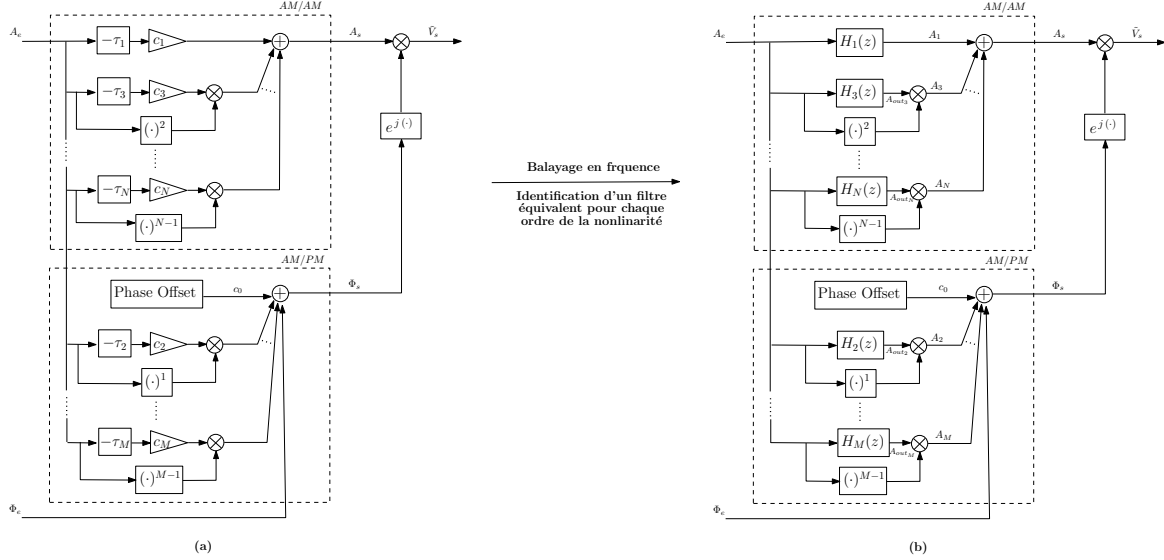 AM/AM
A_e
−τ_1
c_1
A_s
Ṽ_s
−τ_3
c_3
(·)^2
e^{j(·)}
−τ_N
c_N
(·)^{N−1}
AM/PM
Phase Offset
c_0
Φ_s
−τ_2
c_2
(·)^1
−τ_M
c_M
(·)^{M−1}
Φ_e
(a)
Balayage en frquence
Identification d'un filtre
équivalent pour chaque
ordre de la nonlinarité
AM/AM
A_e
H_1(z)
A_1
A_s
Ṽ_s
H_3(z)
A_{out_3}
A_3
(·)^2
e^{j(·)}
H_N(z)
A_{out_N}
A_N
(·)^{N−1}
AM/PM
Phase Offset
c_0
Φ_s
H_2(z)
A_{out_2}
A_2
(·)^1
H_M(z)
A_{out_M}
A_M
(·)^{M−1}
Φ_e
(b)